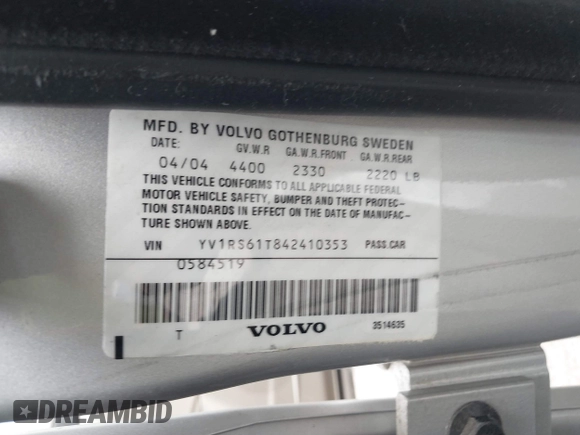 MFD. BY VOLVO GOTHENBURG SWEDEN
DATE: GV.W.R GA.W.R.FRONT GA.W.R.REAR
04/04 4400 2330 2220 LB
THIS VEHICLE CONFORMS TO ALL APPLICABLE FEDERAL
MOTOR VEHICLE SAFETY, BUMPER AND THEFT PROTEC-
TION STANDARDS IN EFFECT ON THE DATE OF MANUFAC-
TURE SHOWN ABOVE.
VIN YV1RS61T842410353 PASS.CAR
0584519
T VOLVO 3514635
DREAMBID